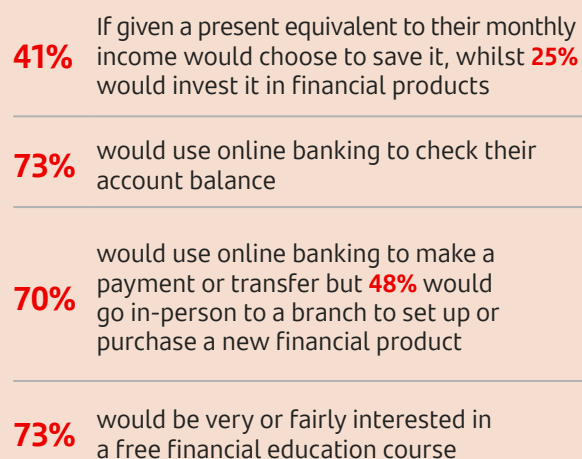 41%
If given a present equivalent to their monthly
income would choose to save it, whilst 25%
would invest it in financial products
73%
would use online banking to check their
account balance
70%
would use online banking to make a
payment or transfer but 48% would
go in-person to a branch to set up or
purchase a new financial product
73%
would be very or fairly interested in
a free financial education course